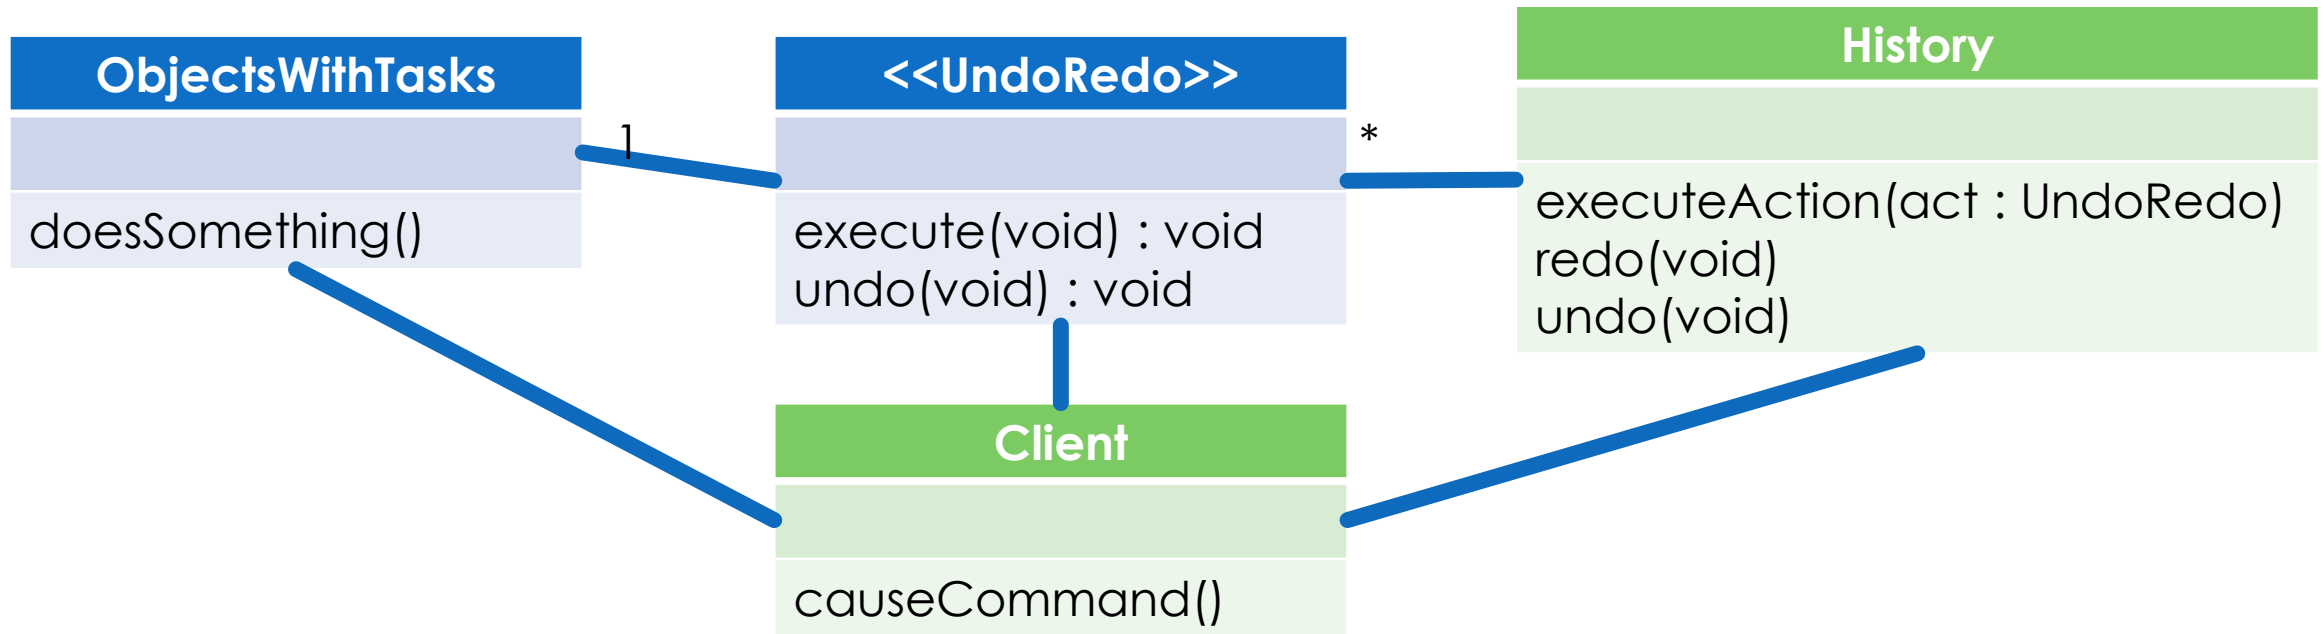 ObjectsWithTasks
doesSomething()
1
<<UndoRedo>>
execute(void) : void
undo(void) : void
*
History
executeAction(act : UndoRedo)
redo(void)
undo(void)
Client
causeCommand()